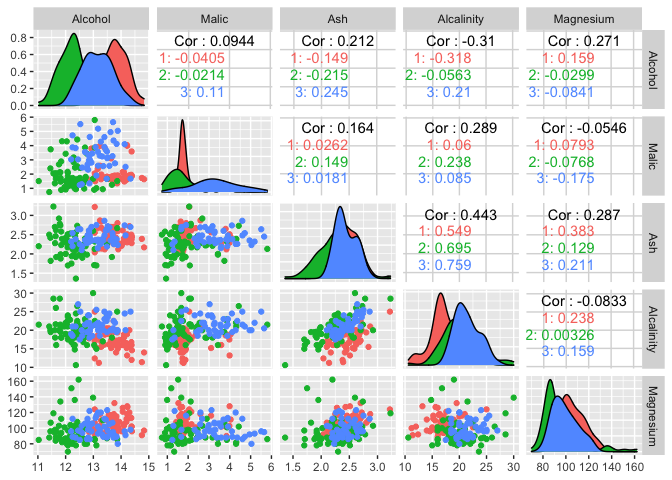 Alcohol Malic Ash Alcalinity Magnesium
0.8 0.6 0.4 0.2 0.0
Cor : 0.0944
1: -0.0405
2: -0.0214
3: 0.11
Cor : 0.212
1: -0.149
2: -0.215
3: 0.245
Cor : -0.31
1: -0.318
2: -0.0563
3: 0.21
Cor : 0.271
1: 0.159
2: -0.0299
3: -0.0841
Alcohol
6 5 4 3 2 1
Cor : 0.164
1: 0.0262
2: 0.149
3: 0.0181
Cor : 0.289
1: 0.06
2: 0.238
3: 0.085
Cor : -0.0546
1: 0.0793
2: -0.0768
3: -0.175
Malic
3.0 2.5 2.0 1.5
Cor : 0.443
1: 0.549
2: 0.695
3: 0.759
Cor : 0.287
1: 0.383
2: 0.129
3: 0.211
Ash
30 25 20 15 10
Cor : -0.0833
1: 0.238
2: 0.00326
3: 0.159
Alcalinity
160 140 120 100 80
Magnesium
11 12 13 14 15 1 2 3 4 5 6 1.5 2.0 2.5 3.0 10 15 20 25 30 80 100 120 140 160